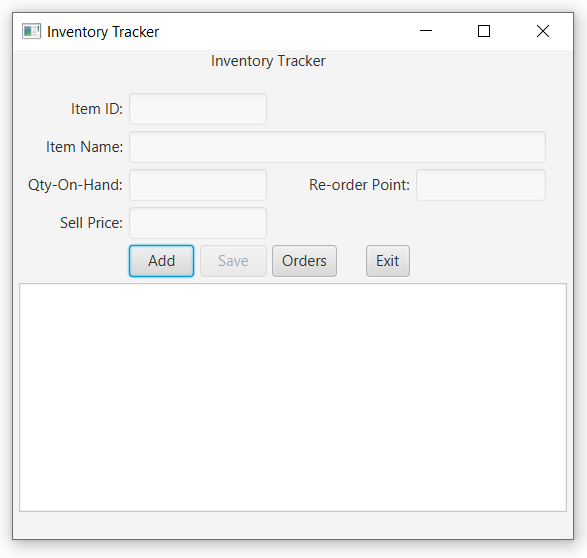 Inventory Tracker
Inventory Tracker
Item ID:
Item Name:
Qty-On-Hand: Re-order Point:
Sell Price:
Add Save Orders Exit